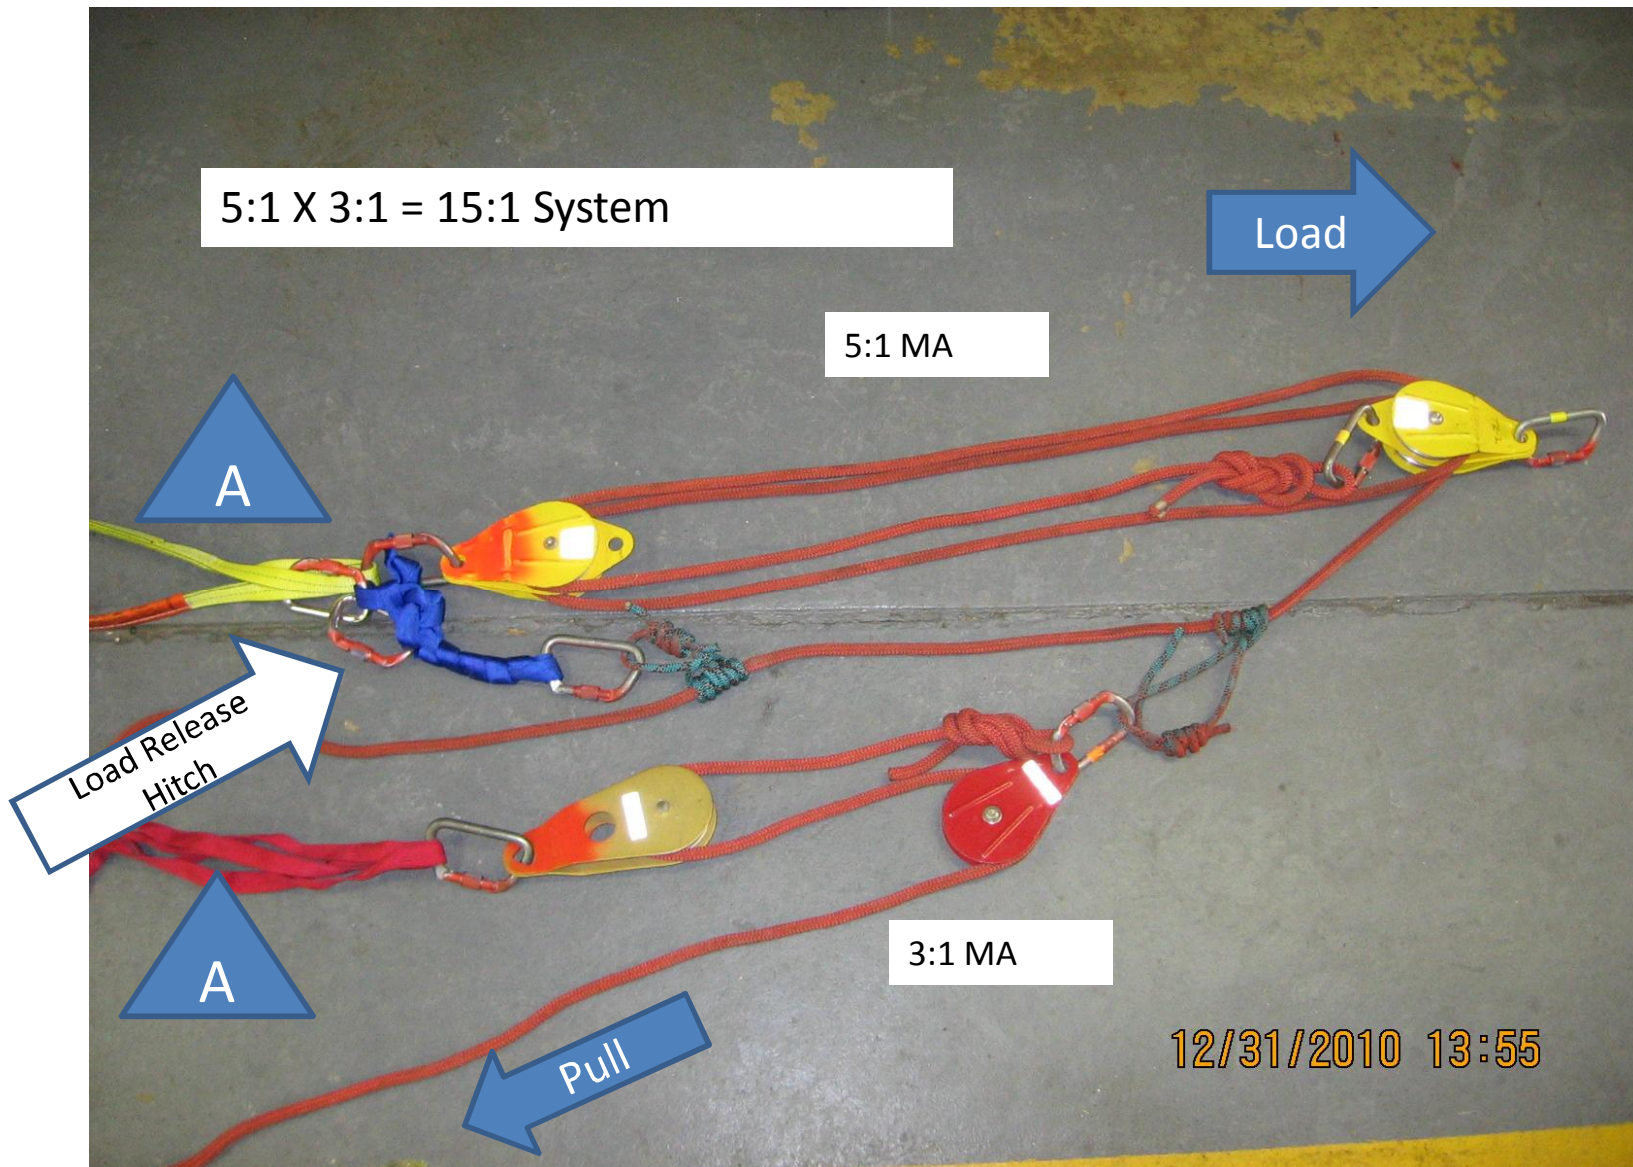 5:1 X 3:1 = 15:1 System
Load
5:1 MA
A
Load Release
Hitch
A
3:1 MA
Pull
12/31/2010 13:55